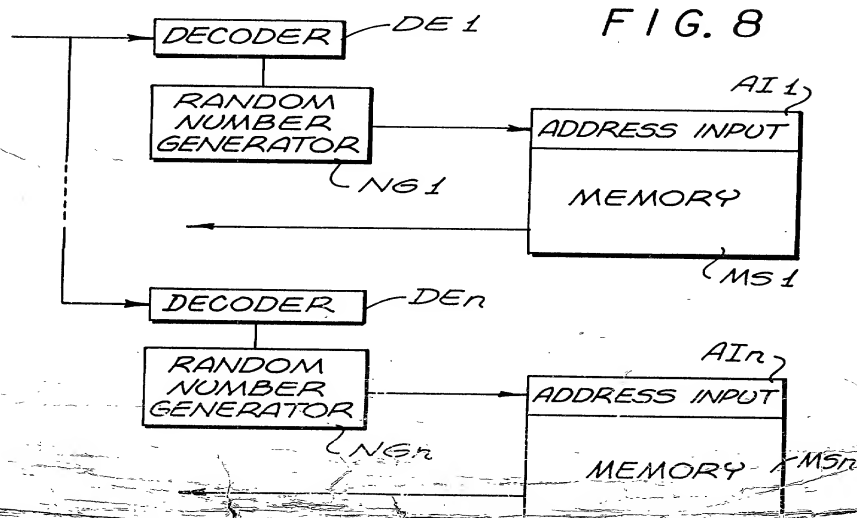 FIG. 8
DECODER
DE1
RANDOM
NUMBER
GENERATOR
NG1
AI1
ADDRESS INPUT
MEMORY
MS1
DECODER
DEn
RANDOM
NUMBER
GENERATOR
NGn
AIn
ADDRESS INPUT
MEMORY
MSn